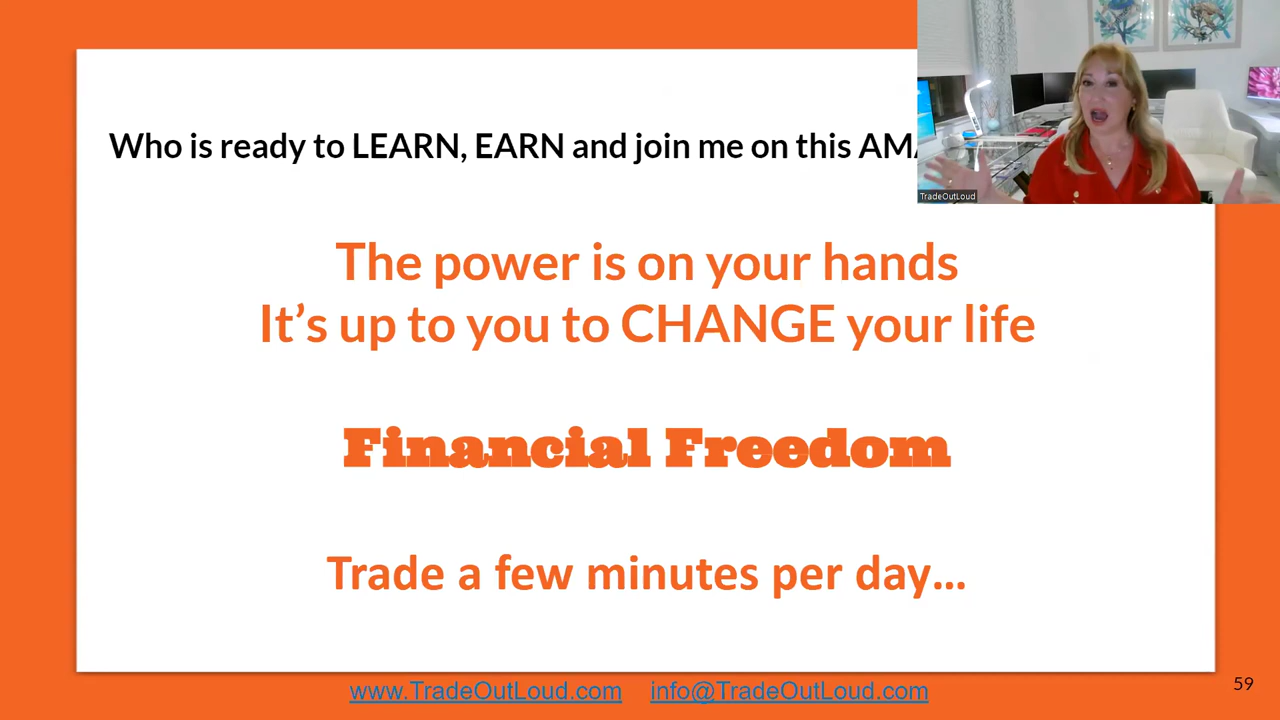 Who is ready to LEARN, EARN and join me on this
TradeOutLoud
The power is on your hands
It’s up to you to CHANGE your life
Financial Freedom
Trade a few minutes per day...
www.TradeOutLoud.com info@TradeOutLoud.com
59